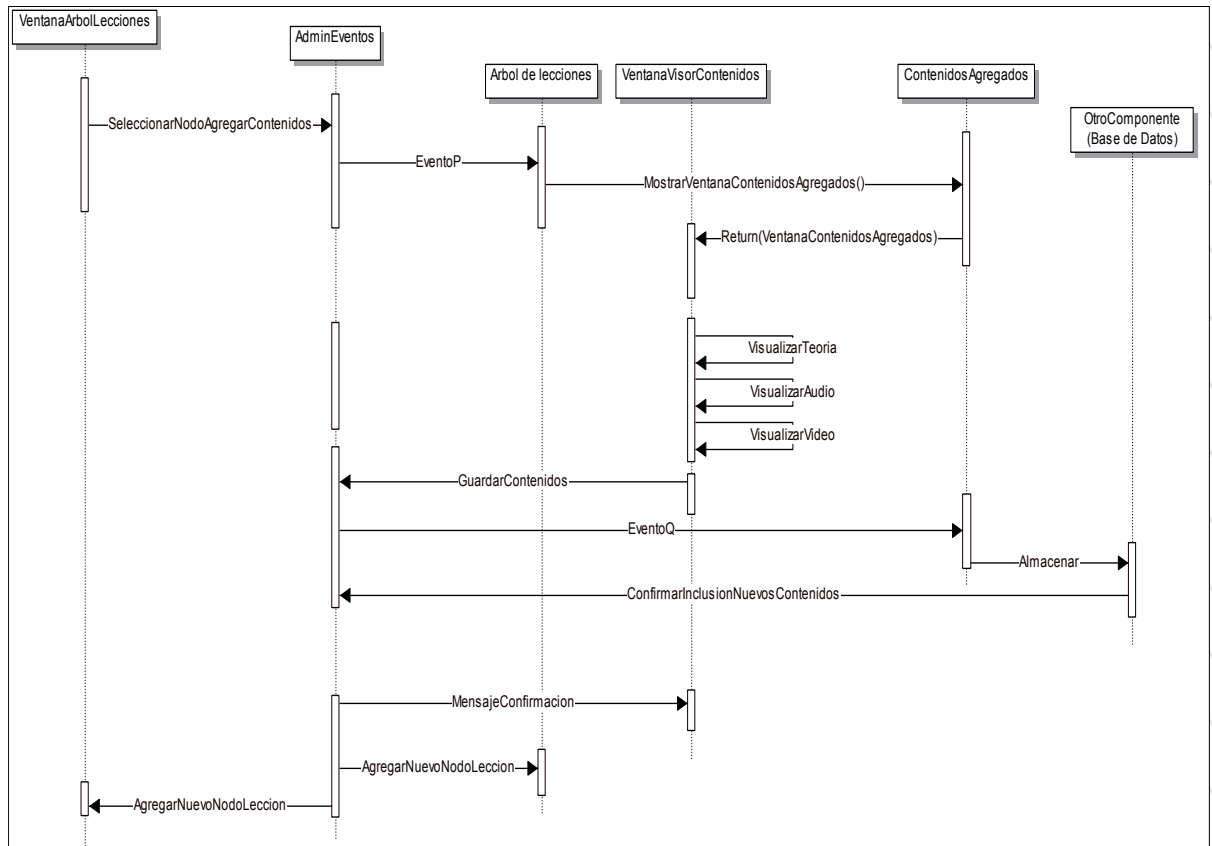 VentanaArbolLecciones
AdminEventos
Arbol de lecciones
VentanaVisorContenidos
ContenidosAgregados
OtroComponente
(Base de Datos)
SeleccionarNodoAgregarContenidos
EventoP
MostrarVentanaContenidosAgregados()
Return(VentanaContenidosAgregados)
VisualizarTeoria
VisualizarAudio
VisualizarVideo
GuardarContenidos
EventoQ
Almacenar
ConfirmarInclusionNuevosContenidos
MensajeConfirmacion
AgregarNuevoNodoLeccion
AgregarNuevoNodoLeccion